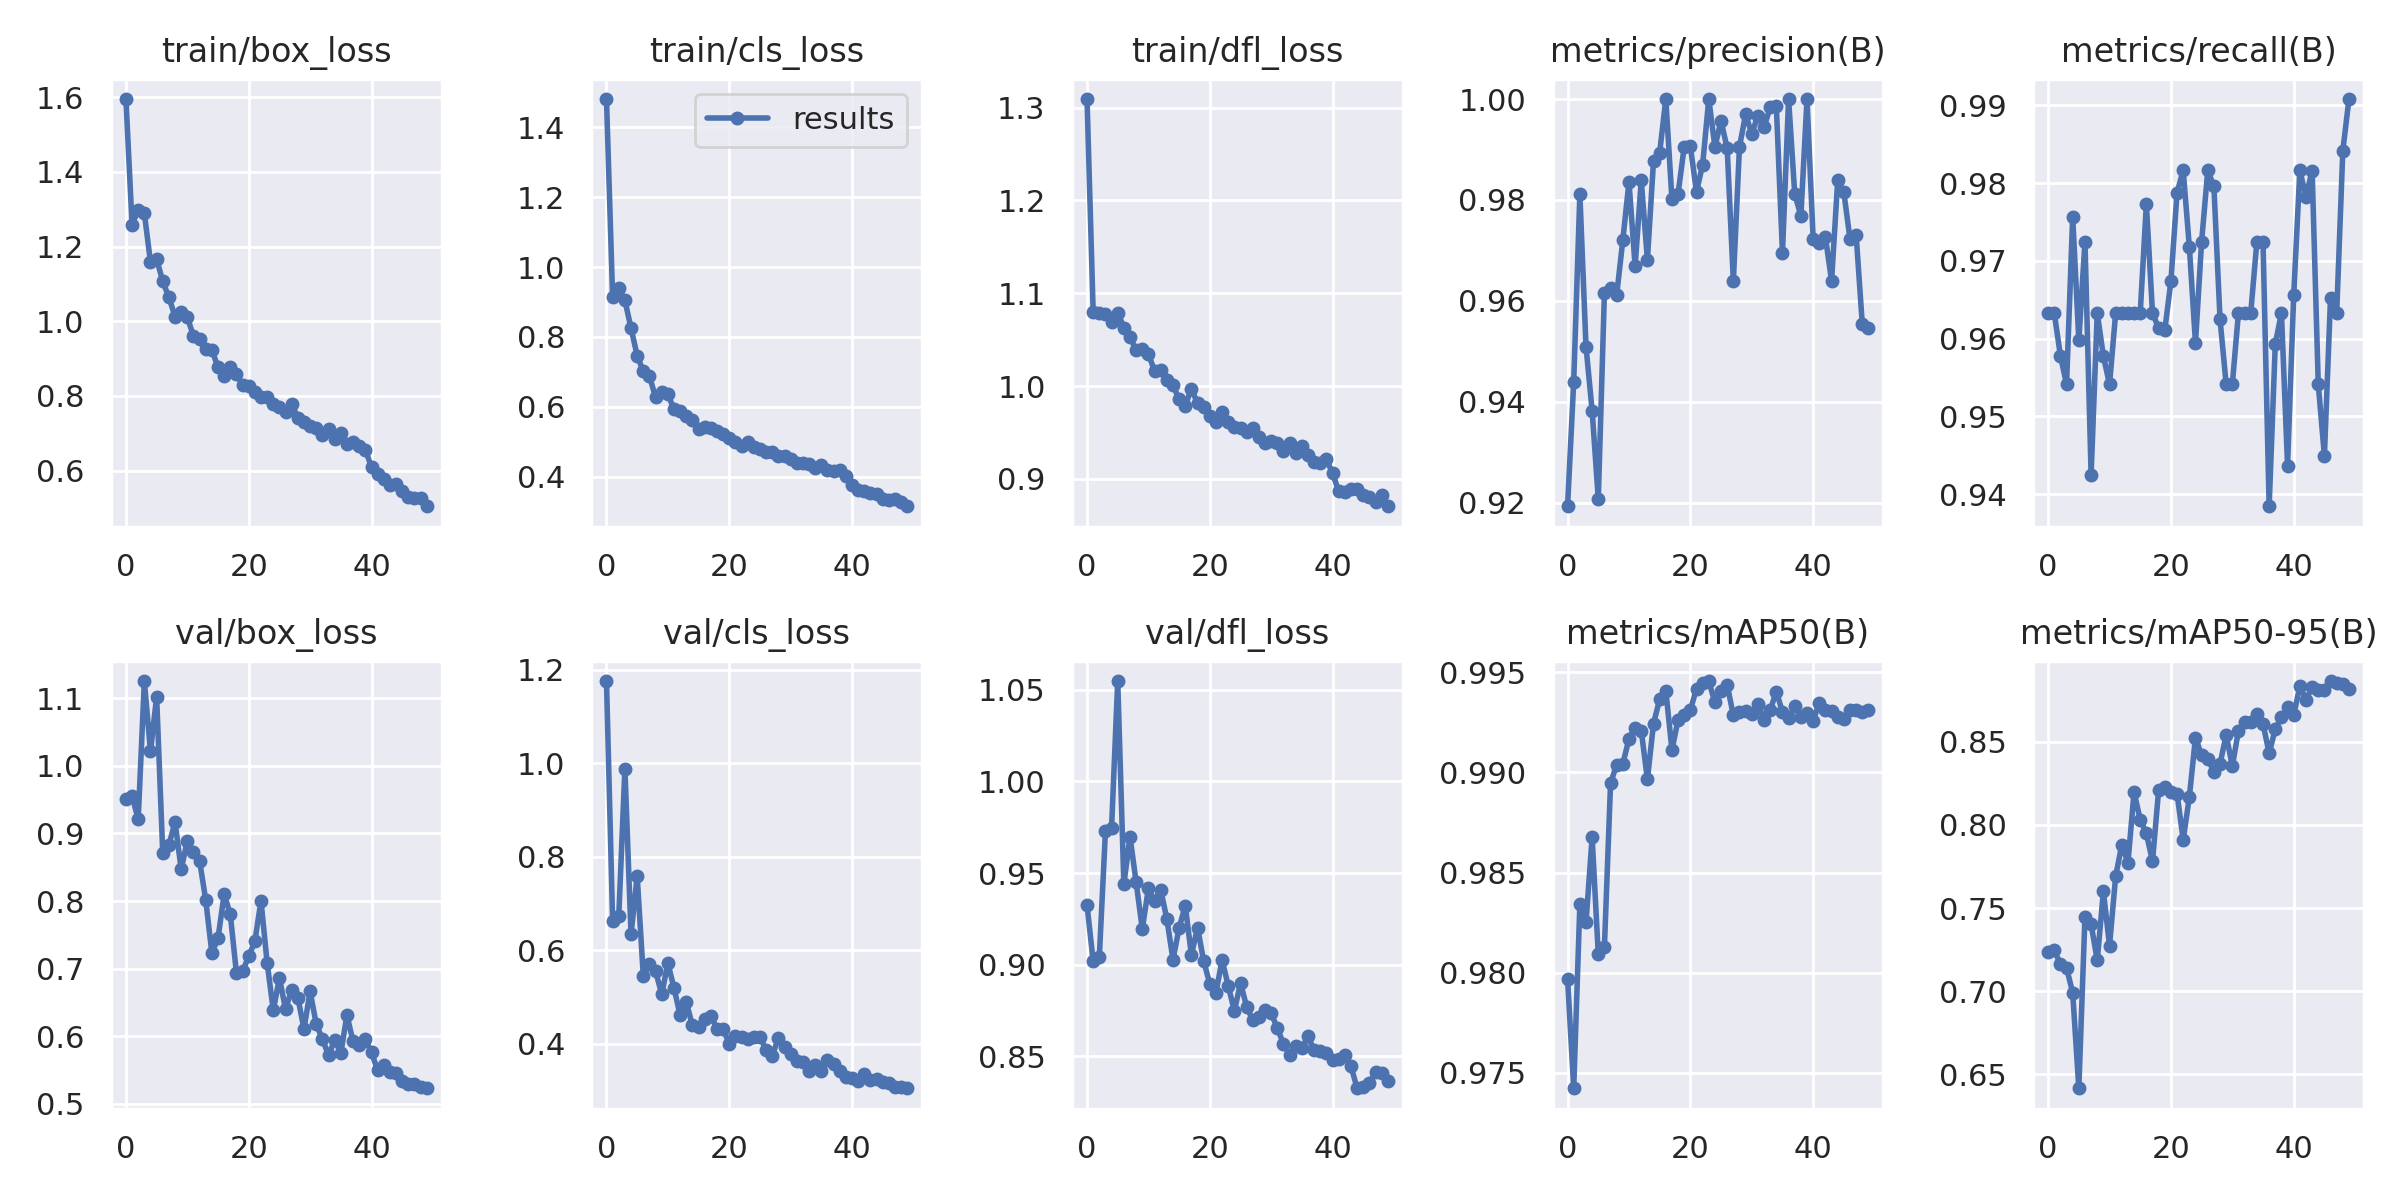 train/box_loss
1.6
1.4
1.2
1.0
0.8
0.6
0 20 40
train/cls_loss
results
1.4
1.2
1.0
0.8
0.6
0.4
0 20 40
train/dfl_loss
1.3
1.2
1.1
1.0
0.9
0 20 40
metrics/precision(B)
1.00
0.98
0.96
0.94
0.92
0 20 40
metrics/recall(B)
0.99
0.98
0.97
0.96
0.95
0.94
0 20 40
val/box_loss
1.1
1.0
0.9
0.8
0.7
0.6
0.5
0 20 40
val/cls_loss
1.2
1.0
0.8
0.6
0.4
0 20 40
val/dfl_loss
1.05
1.00
0.95
0.90
0.85
0 20 40
metrics/mAP50(B)
0.995
0.990
0.985
0.980
0.975
0 20 40
metrics/mAP50-95(B)
0.85
0.80
0.75
0.70
0.65
0 20 40